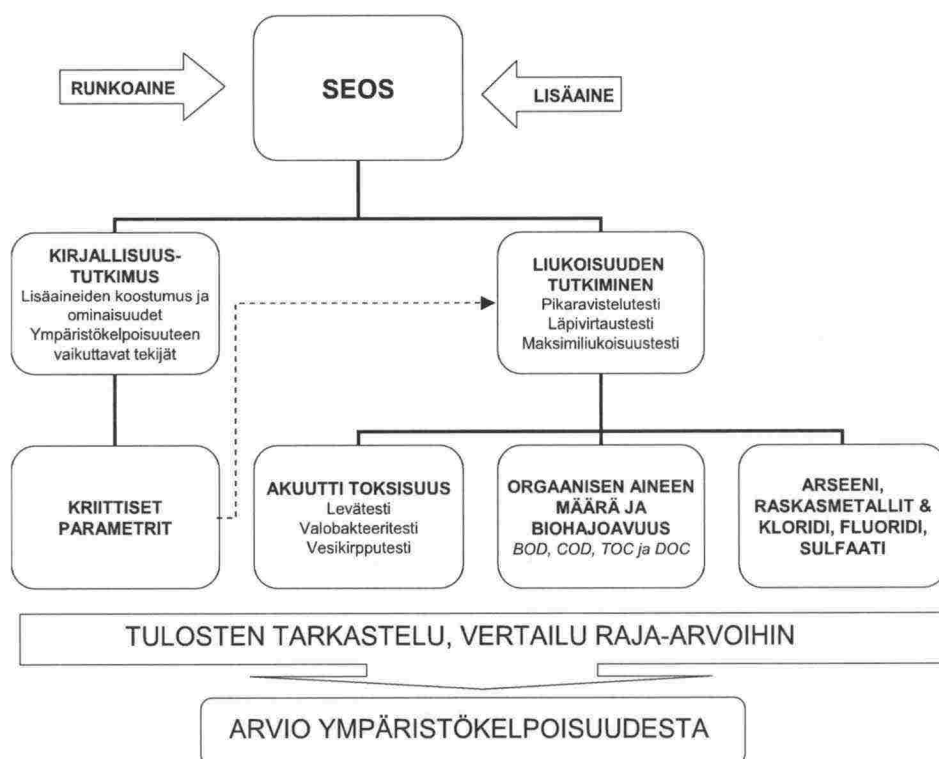 RUNKOAINE
SEOS
LISÄAINE
KIRJALLISUUS-
TUTKIMUS
Lisäaineiden koostumus ja
ominaisuudet
Ympäristökelpoisuuteen
vaikuttavat tekijät
LIUKOISUUDEN
TUTKIMINEN
Pikaravistelutesti
Läpivirtaustesti
Maksimiliukoisuustesti
KRIITTISET
PARAMETRIT
AKUUTTI TOKSISUUS
Levätesti
Valobakteeritesti
Vesikirpputesti
ORGAANISEN AINEEN
MÄÄRÄ JA
BIOHAJOAVUUS
BOD, COD, TOC ja DOC
ARSEENI,
RASKASMETALLIT &
KLORIDI, FLUORIDI,
SULFAATI
TULOSTEN TARKASTELU, VERTAILU RAJA-ARVOIHIN
ARVIO YMPÄRISTÖKELPOISUUDESTA